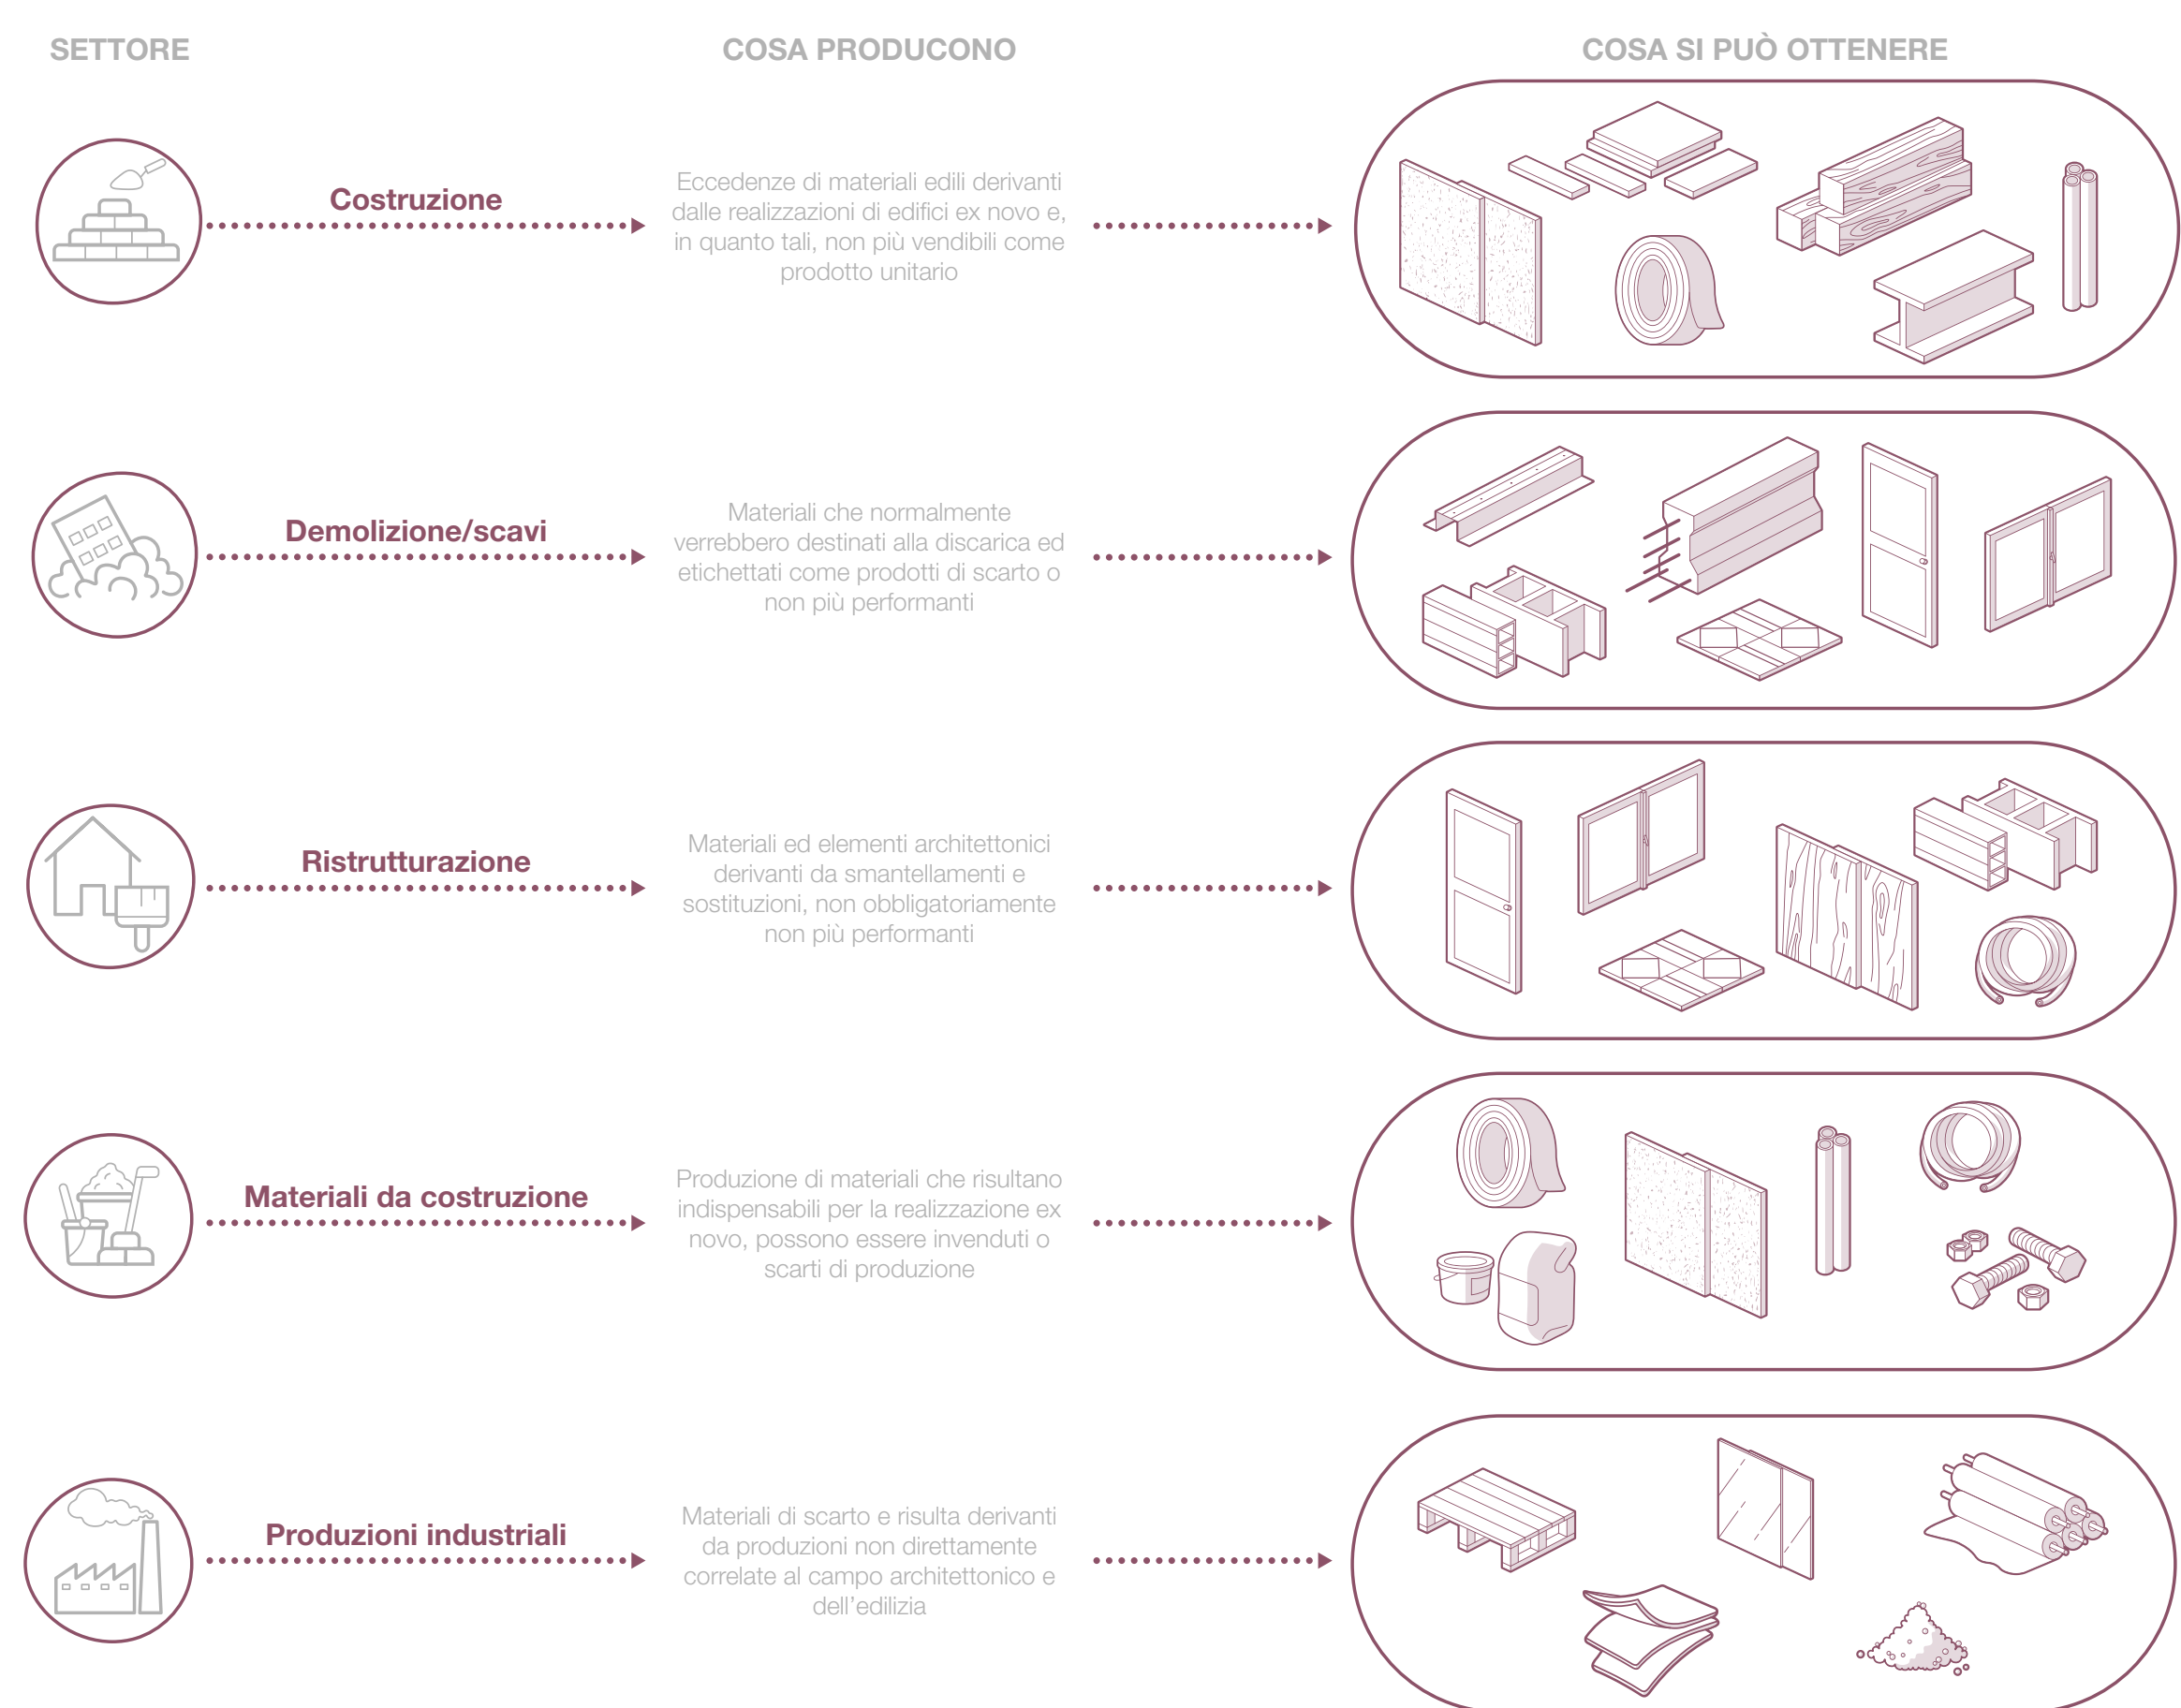 SETTORE
COSA PRODUCONO
COSA SI PUÒ OTTENERE
Costruzione
Eccedenze di materiali edili derivanti
dalle realizzazioni di edifici ex novo e,
in quanto tali, non più vendibili come
prodotto unitario
Demolizione/scavi
Materiali che normalmente
verrebbero destinati alla discarica ed
etichettati come prodotti di scarto o
non più performanti
Ristrutturazione
Materiali ed elementi architettonici
derivanti da smantellamenti e
sostituzioni, non obbligatoriamente
non più performanti
Materiali da costruzione
Produzione di materiali che risultano
indispensabili per la realizzazione ex
novo, possono essere invenduti o
scarti di produzione
Produzioni industriali
Materiali di scarto e risulta derivanti
da produzioni non direttamente
correlate al campo architettonico e
dell'edilizia